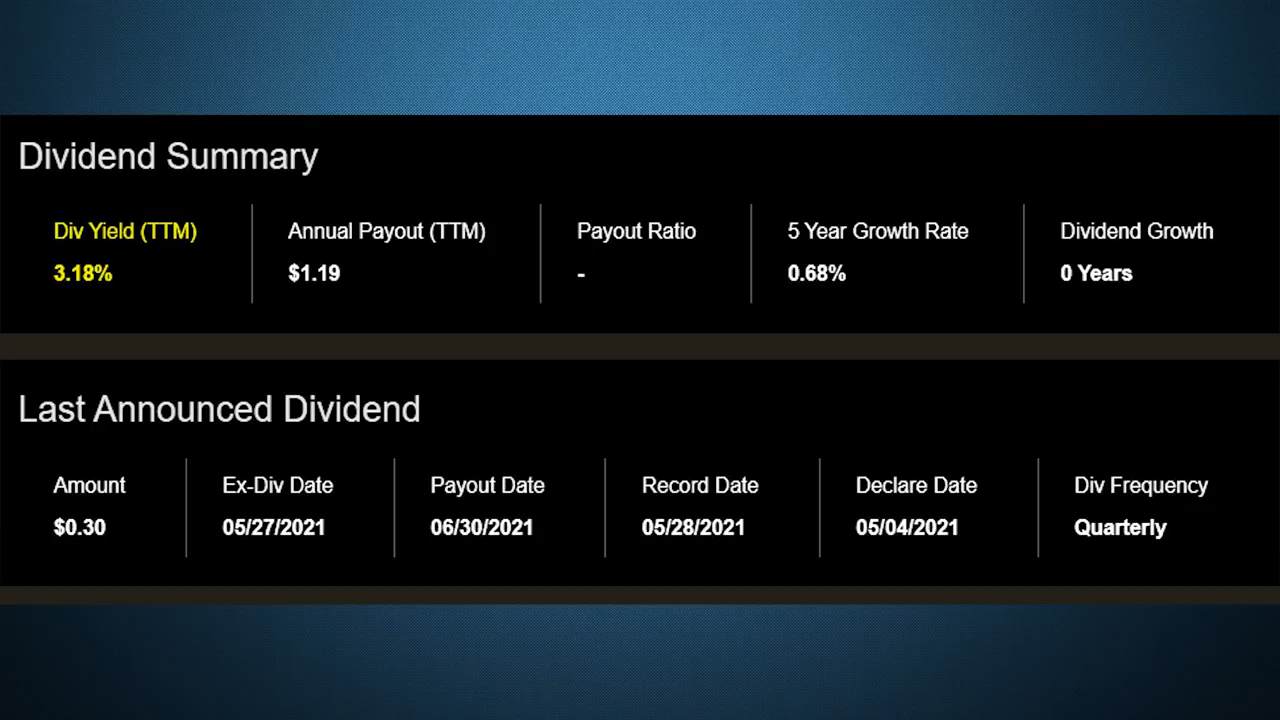 Dividend Summary
Div Yield (TTM) Annual Payout (TTM) Payout Ratio 5 Year Growth Rate Dividend Growth
3.18% $1.19 - 0.68% 0 Years
Last Announced Dividend
Amount Ex-Div Date Payout Date Record Date Declare Date Div Frequency
$0.30 05/27/2021 06/30/2021 05/28/2021 05/04/2021 Quarterly